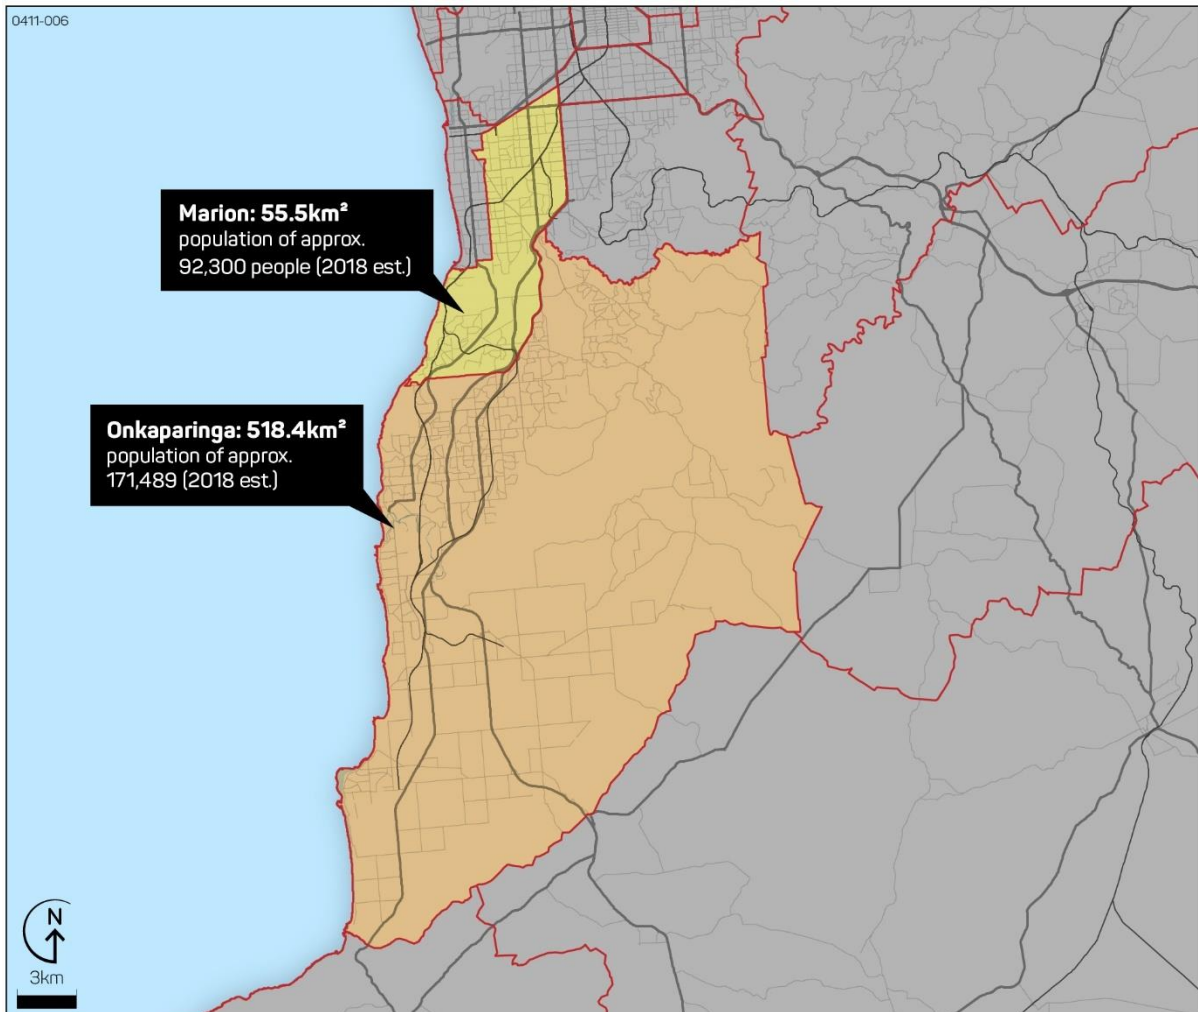 0411-006
Marion: 55.5km²
population of approx.
92,300 people (2018 est.)
Onkaparinga: 518.4km²
population of approx.
171,489 (2018 est.)
N
3km